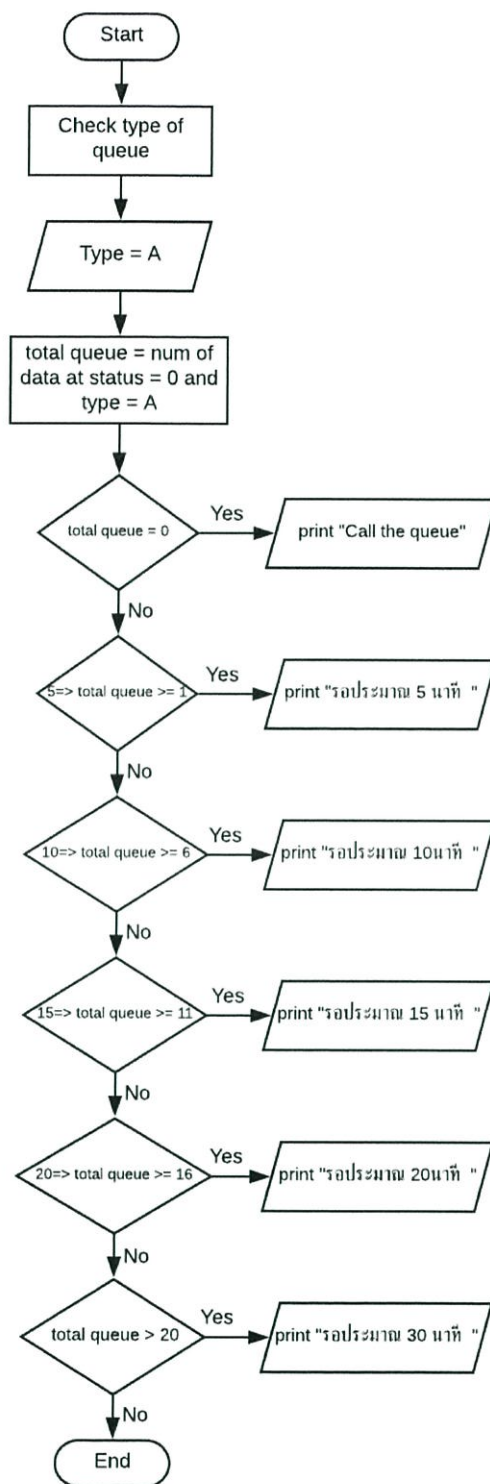 Start
Check type of
queue
Type = A
total queue = num of
data at status = 0 and
type = A
total queue = 0
Yes
print "Call the queue"
No
5=> total queue >= 1
Yes
print "รอประมาณ 5 นาที "
No
10=> total queue >= 6
Yes
print "รอประมาณ 10นาที "
No
15=> total queue >= 11
Yes
print "รอประมาณ 15 นาที "
No
20=> total queue >= 16
Yes
print "รอประมาณ 20นาที "
No
total queue > 20
Yes
print "รอประมาณ 30 นาที "
No
End